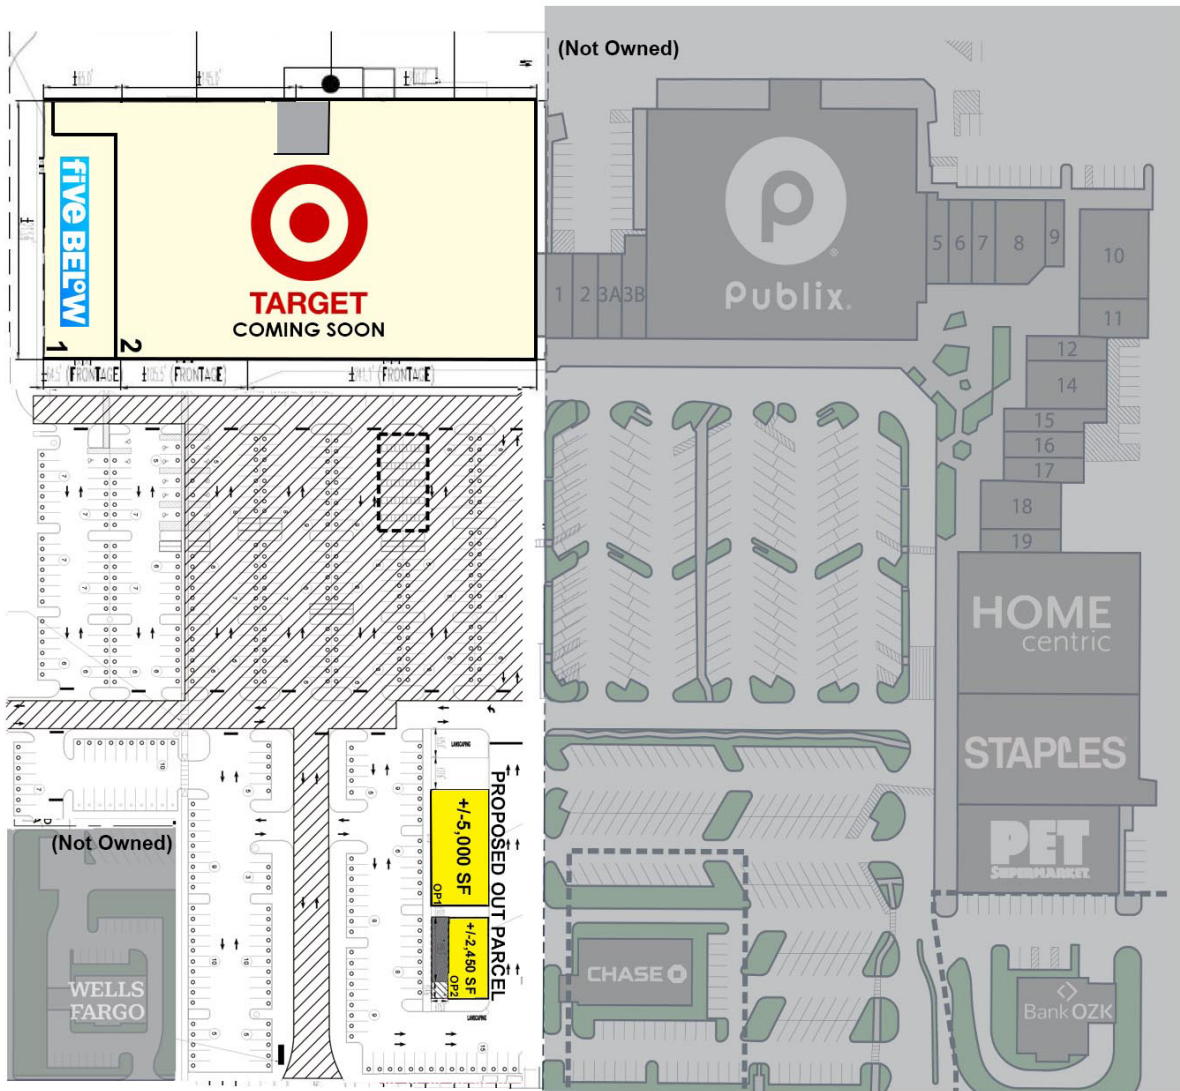 (Not Owned)
five BELOW
TARGET
COMING SOON
1
2
(FRONTAGE)
(FRONTAGE)
(FRONTAGE)
Publix.
1
2
3A
3B
5
6
7
8
9
10
11
12
14
15
16
17
18
19
HOME
centric
STAPLES
PET
SUPERMARKET
CHASE
Bank OZK
PROPOSED OUT PARCEL
LANSCAPING
+/-5,000 SF
OP1
+/-2,450 SF
OP2
LANSCAPING
(Not Owned)
WELLS
FARGO